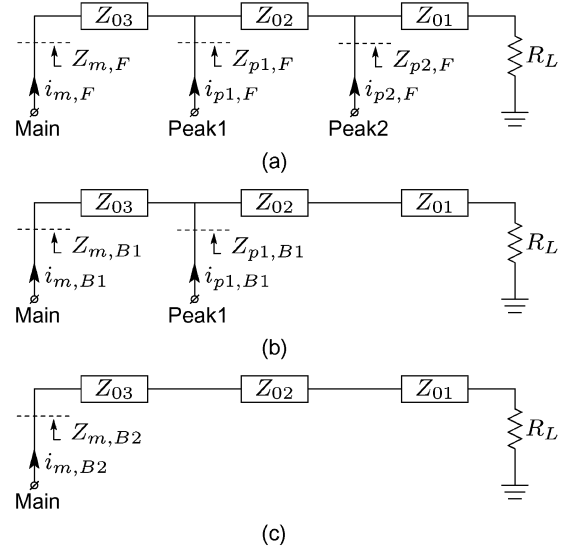 Z03 Z02 Z01
Zm,F Zp1,F Zp2,F RL
im,F ip1,F ip2,F
Main Peak1 Peak2
(a)
Z03 Z02 Z01
Zm,B1 Zp1,B1 RL
im,B1 ip1,B1
Main Peak1
(b)
Z03 Z02 Z01
Zm,B2 RL
im,B2
Main
(c)